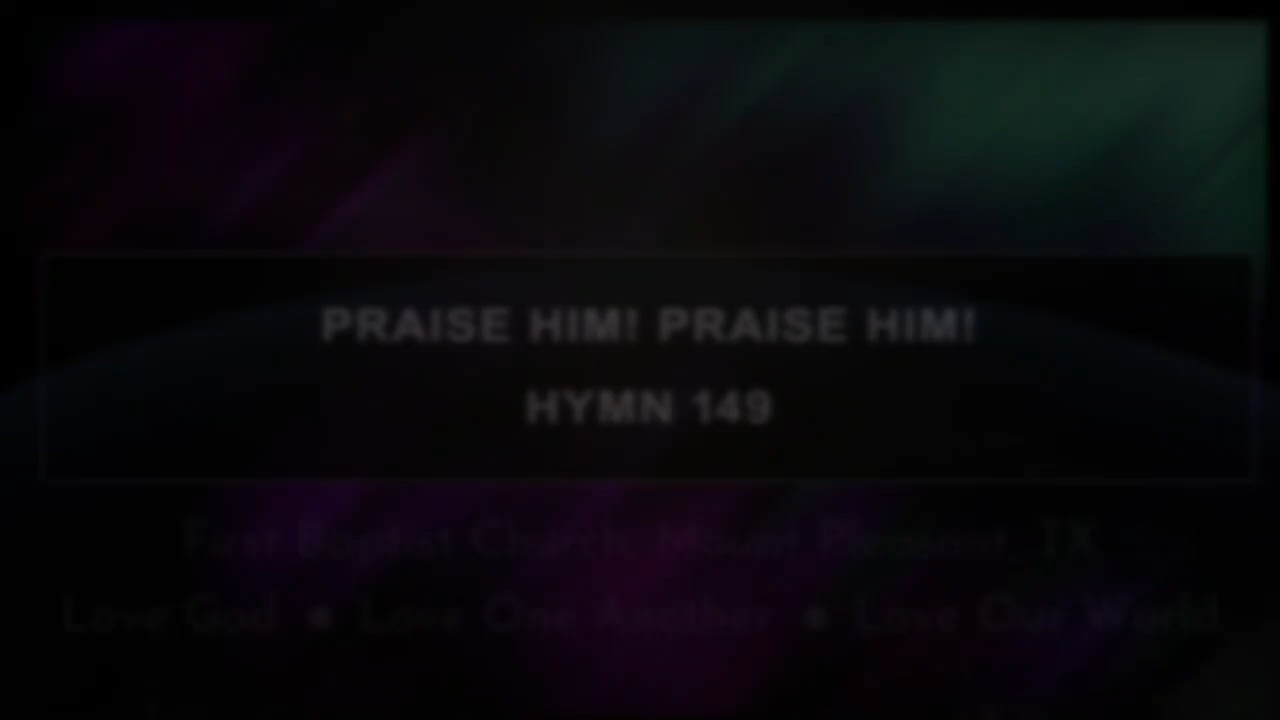 PRAISE HIM! PRAISE HIM!
HYMN 149
First Baptist Church, Mount Pleasant, TX
Love God • Love One Another • Love Our World